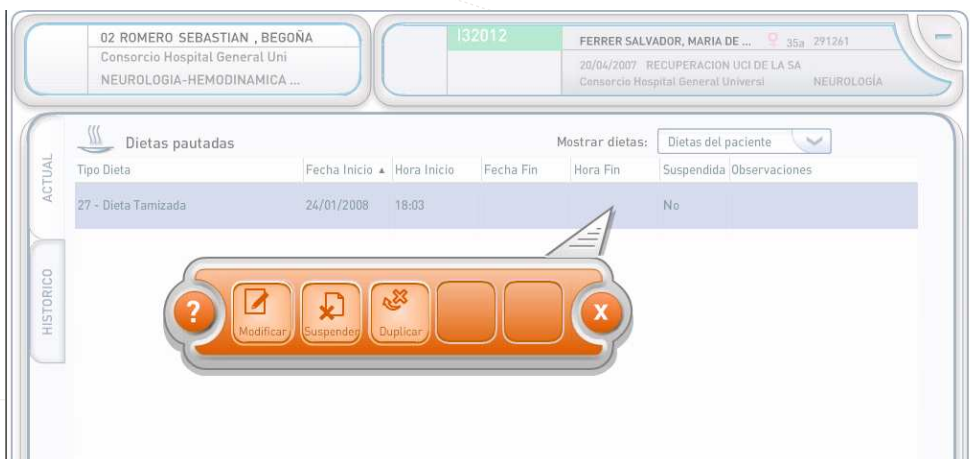 02 ROMERO SEBASTIAN , BEGOÑA
Consorcio Hospital General Uni
NEUROLOGIA-HEMODINAMICA ...
I32012
FERRER SALVADOR, MARIA DE ... 35a 291261
20/04/2007 RECUPERACION UCI DE LA SA
Consorcio Hospital General Universi NEUROLOGÍA
ACTUAL
HISTORICO
Dietas pautadas
Mostrar dietas: Dietas del paciente
Tipo Dieta Fecha Inicio Hora Inicio Fecha Fin Hora Fin Suspendida Observaciones
27 - Dieta Tamizada 24/01/2008 18:03 No
? Modificar Suspender Duplicar X